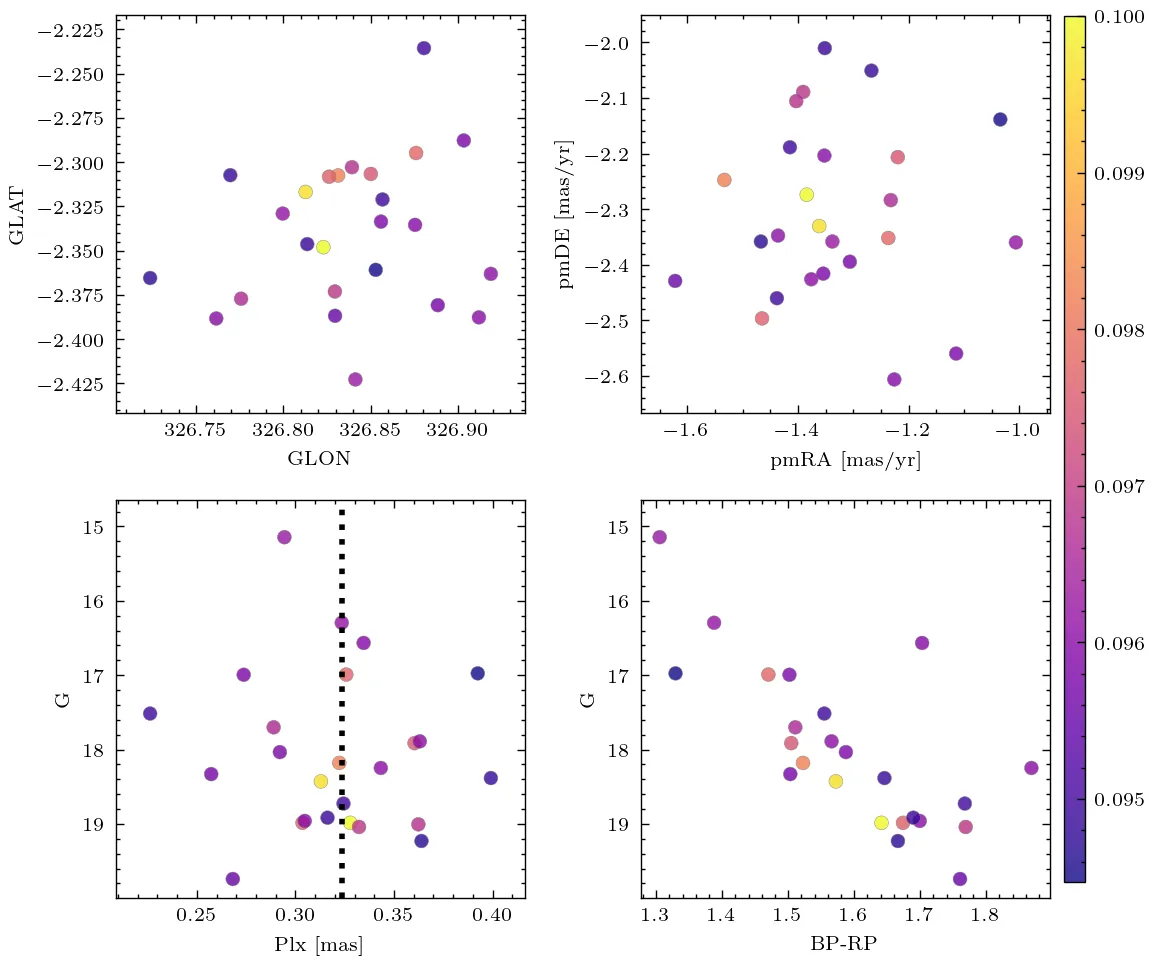 −2.225
−2.250
−2.275
−2.300
−2.325
−2.350
−2.375
−2.400
−2.425
GLAT
326.75 326.80 326.85 326.90
GLON
−2.0
−2.1
−2.2
−2.3
−2.4
−2.5
−2.6
pmDE [mas/yr]
−1.6 −1.4 −1.2 −1.0
pmRA [mas/yr]
15
16
17
18
19
G
0.25 0.30 0.35 0.40
Plx [mas]
15
16
17
18
19
G
1.3 1.4 1.5 1.6 1.7 1.8
BP-RP
0.100
0.099
0.098
0.097
0.096
0.095